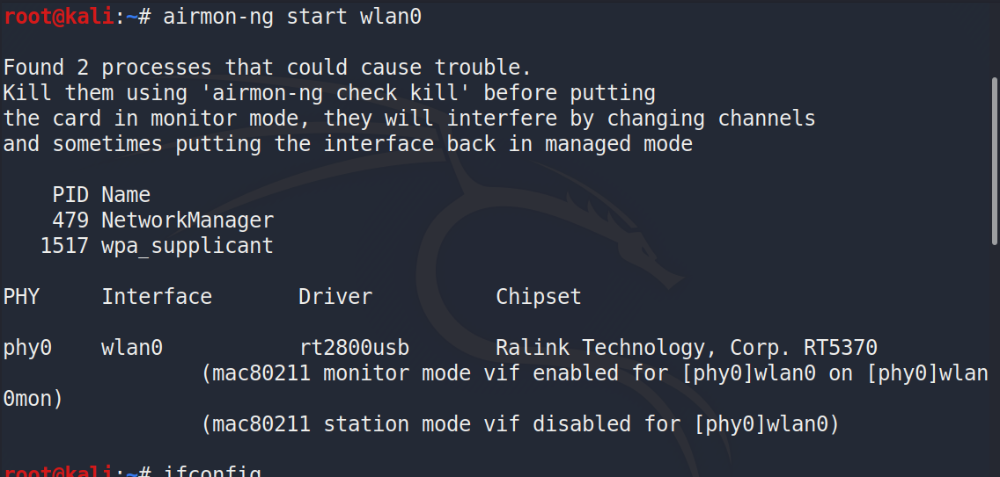 root@kali:~# airmon-ng start wlan0
Found 2 processes that could cause trouble.
Kill them using 'airmon-ng check kill' before putting
the card in monitor mode, they will interfere by changing channels
and sometimes putting the interface back in managed mode
PID Name
479 NetworkManager
1517 wpa_supplicant
PHY Interface Driver Chipset
phy0 wlan0 rt2800usb Ralink Technology, Corp. RT5370
(mac80211 monitor mode vif enabled for [phy0]wlan0 on [phy0]wlan
0mon)
(mac80211 station mode vif disabled for [phy0]wlan0)
root@kali:~# ifconfig